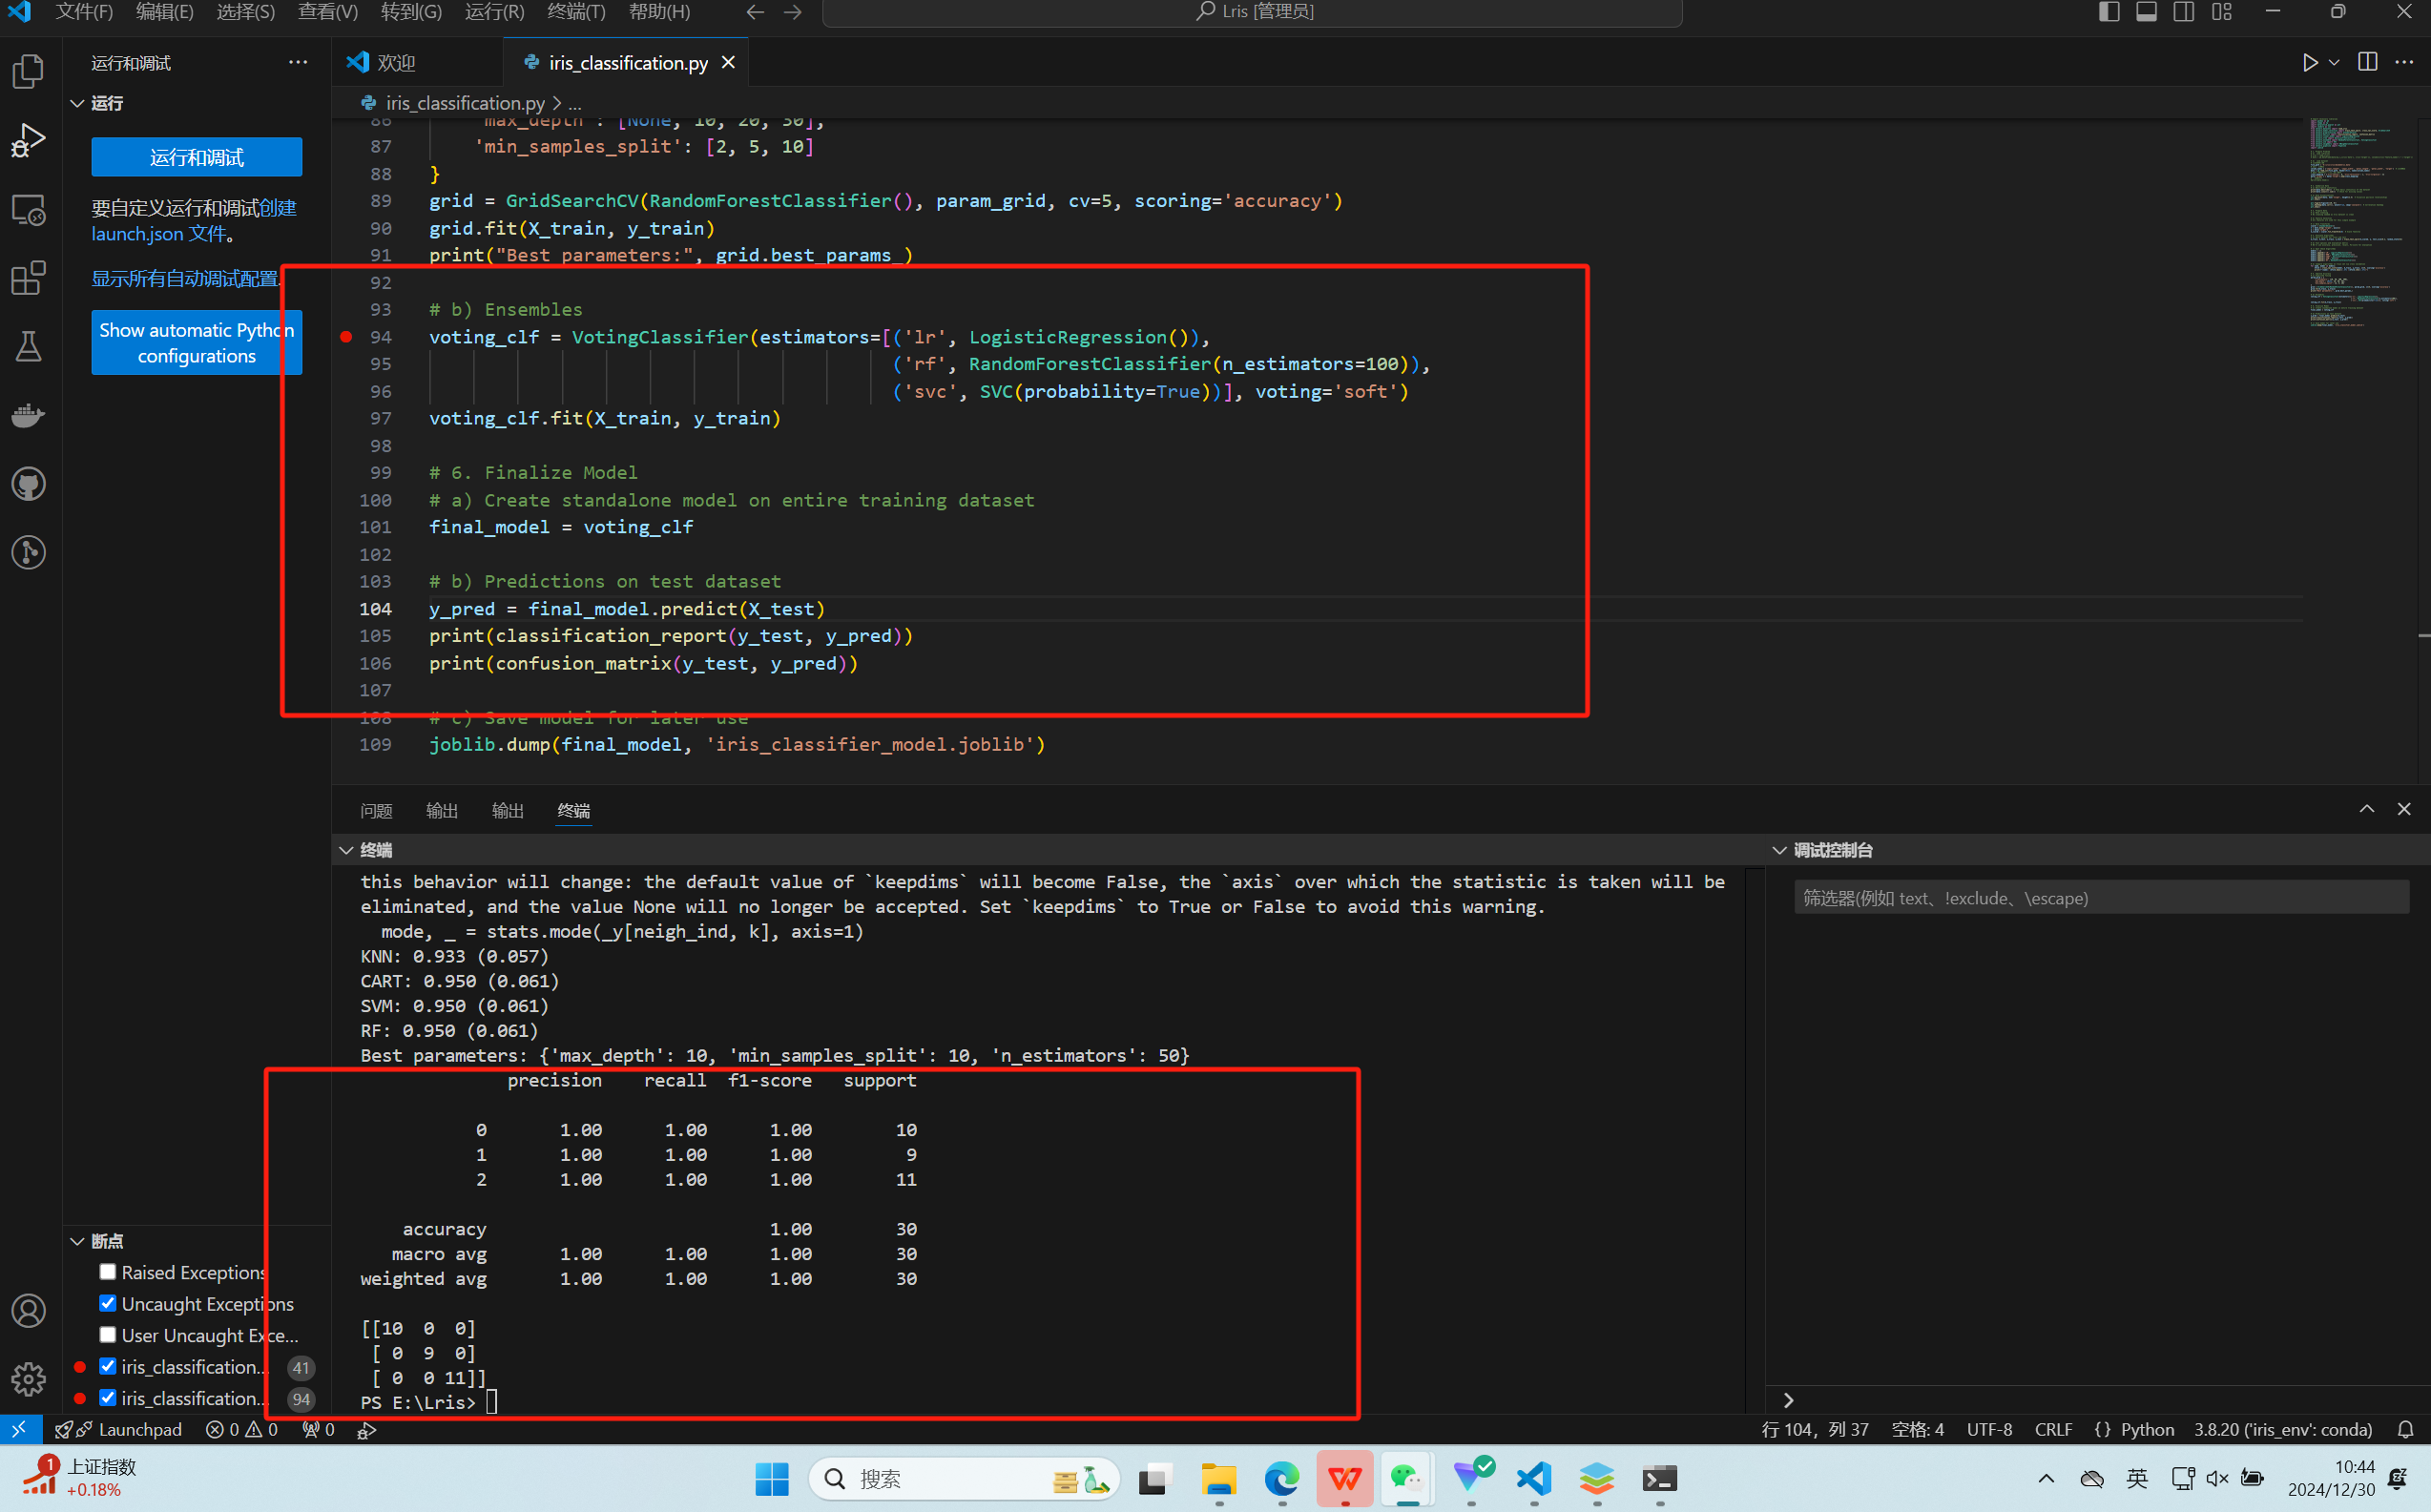 文件(F) 编辑(E) 选择(S) 查看(V) 转到(G) 运行(R) 终端(T) 帮助(H)
Lris [管理员]
运行和调试
欢迎
iris_classification.py
运行
iris_classification.py > ...
运行和调试
要自定义运行和调试创建
launch.json 文件。
显示所有自动调试配置.
Show automatic Python
configurations
86 'max_depth': [None, 10, 20, 30],
87 'min_samples_split': [2, 5, 10]
88 }
89 grid = GridSearchCV(RandomForestClassifier(), param_grid, cv=5, scoring='accuracy')
90 grid.fit(X_train, y_train)
91 print("Best parameters:", grid.best_params_)
92
93 # b) Ensembles
94 voting_clf = VotingClassifier(estimators=[('lr', LogisticRegression()),
95 ('rf', RandomForestClassifier(n_estimators=100)),
96 ('svc', SVC(probability=True))], voting='soft')
97 voting_clf.fit(X_train, y_train)
98
99 # 6. Finalize Model
100 # a) Create standalone model on entire training dataset
101 final_model = voting_clf
102
103 # b) Predictions on test dataset
104 y_pred = final_model.predict(X_test)
105 print(classification_report(y_test, y_pred))
106 print(confusion_matrix(y_test, y_pred))
107
108 # c) Save model for later use
109 joblib.dump(final_model, 'iris_classifier_model.joblib')
问题 输出 输出 终端
终端
this behavior will change: the default value of `keepdims` will become False, the `axis` over which the statistic is taken will be
eliminated, and the value None will no longer be accepted. Set `keepdims` to True or False to avoid this warning.
mode, _ = stats.mode(_y[neigh_ind, k], axis=1)
KNN: 0.933 (0.057)
CART: 0.950 (0.061)
SVM: 0.950 (0.061)
RF: 0.950 (0.061)
Best parameters: {'max_depth': 10, 'min_samples_split': 10, 'n_estimators': 50}
precision recall f1-score support
0 1.00 1.00 1.00 10
1 1.00 1.00 1.00 9
2 1.00 1.00 1.00 11
accuracy 1.00 30
macro avg 1.00 1.00 1.00 30
weighted avg 1.00 1.00 1.00 30
[[10 0 0]
[ 0 9 0]
[ 0 0 11]]
PS E:\Lris>
调试控制台
筛选器(例如 text、!exclude、\escape)
断点
Raised Exceptions
Uncaught Exceptions
User Uncaught Exce...
iris_classification... 41
iris_classification... 94
Launchpad 0 0 0
行 104，列 37 空格: 4 UTF-8 CRLF {} Python 3.8.20 ('iris_env': conda)
1
上证指数
+0.18%
搜索
英
10:44
2024/12/30